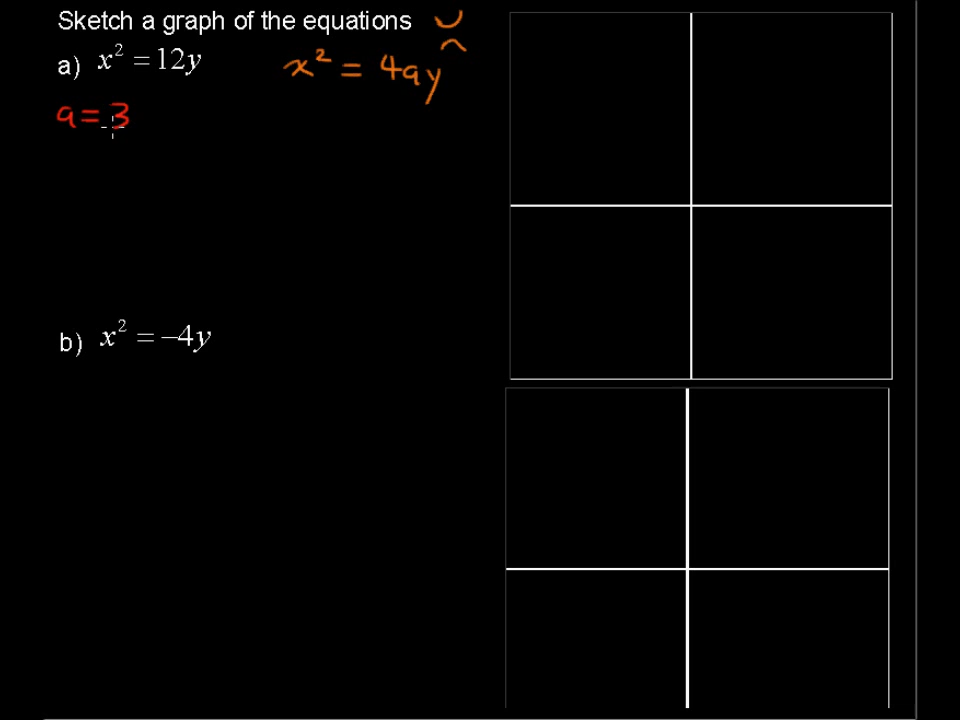 Sketch a graph of the equations
a) x² = 12y x² = 4ay
a = 3
b) x² = −4y